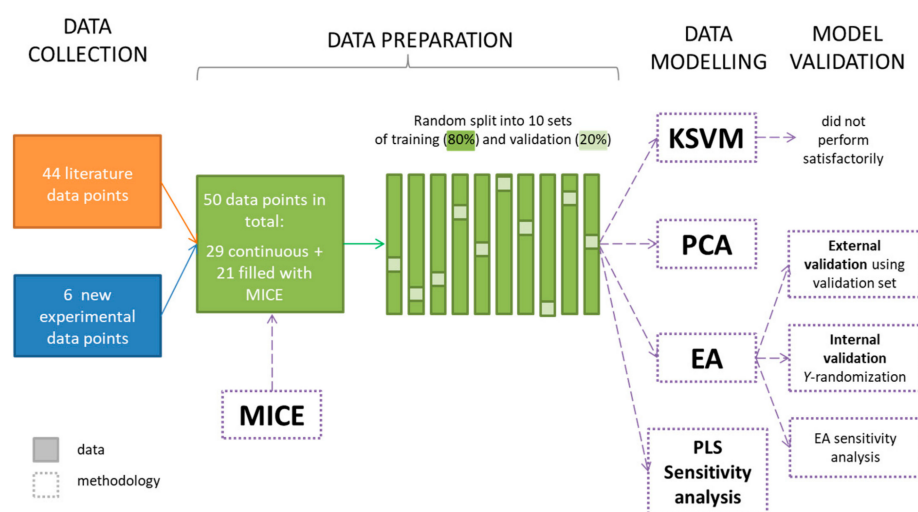 DATA
COLLECTION
DATA PREPARATION
DATA
MODELLING
MODEL
VALIDATION
44 literature
data points
6 new
experimental
data points
50 data points in
total:
29 continuous +
21 filled with
MICE
MICE
Random split into 10 sets
of training (80%) and validation (20%)
KSVM
did not
perform
satisfactorily
PCA
EA
External
validation using
validation set
Internal
validation
Y-randomization
EA sensitivity
analysis
PLS
Sensitivity
analysis
data
methodology